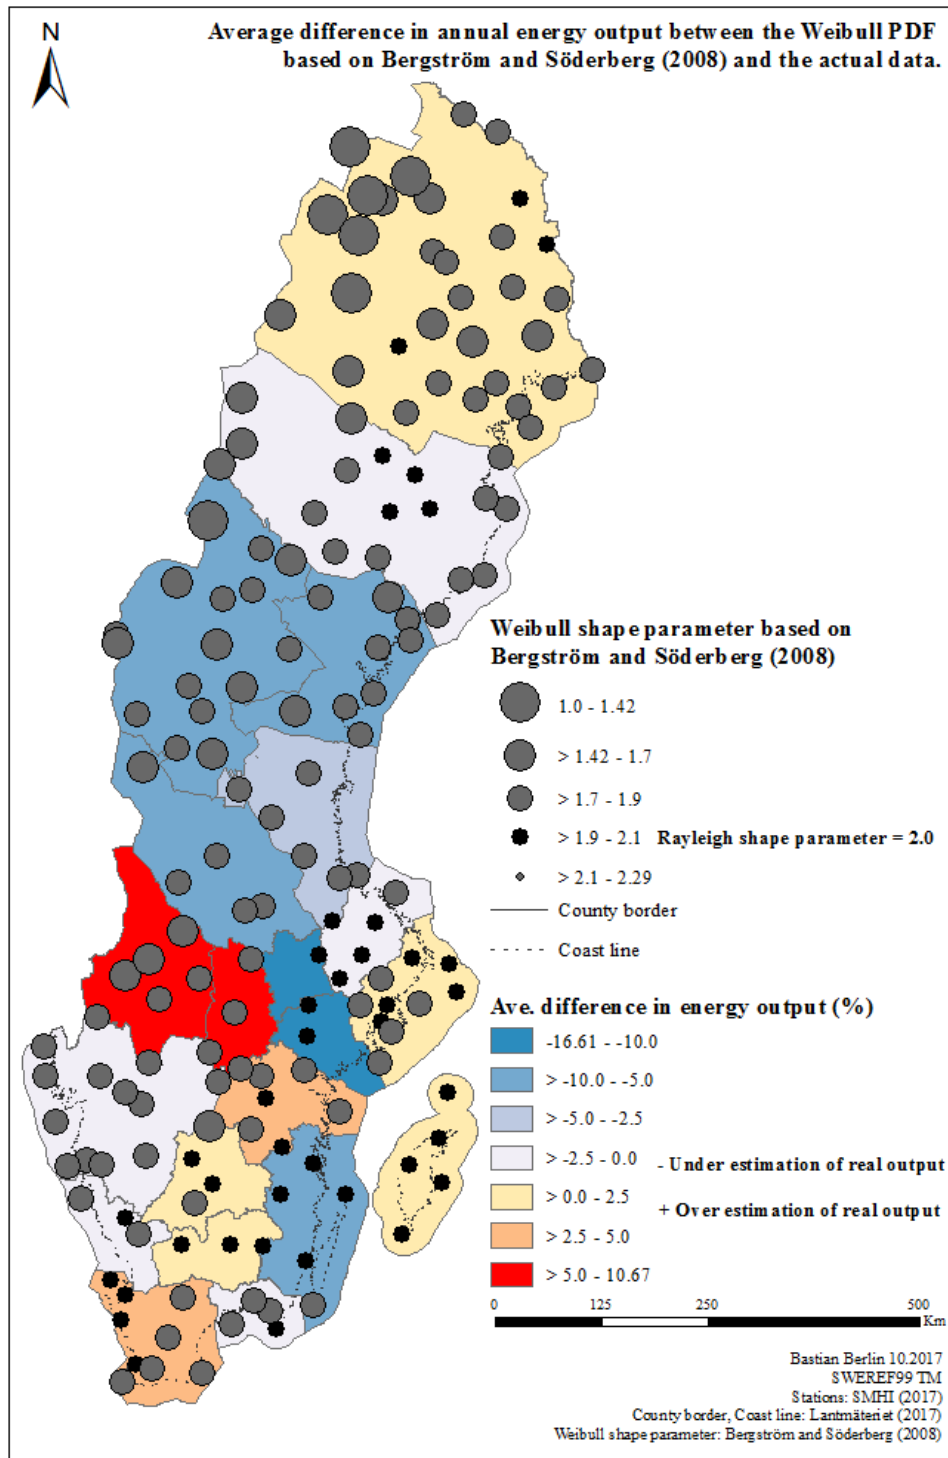 N
Average difference in annual energy output between the Weibull PDF
based on Bergström and Söderberg (2008) and the actual data.
Weibull shape parameter based on
Bergström and Söderberg (2008)
1.0 - 1.42
> 1.42 - 1.7
> 1.7 - 1.9
> 1.9 - 2.1 Rayleigh shape parameter = 2.0
> 2.1 - 2.29
County border
Coast line
Ave. difference in energy output (%)
-16.61 - -10.0
> -10.0 - -5.0
> -5.0 - -2.5
> -2.5 - 0.0 - Under estimation of real output
> 0.0 - 2.5
+ Over estimation of real output
> 2.5 - 5.0
> 5.0 - 10.67
0 125 250 500
Km
Bastian Berlin 10.2017
SWEREF99 TM
Stations: SMHI (2017)
County border, Coast line: Lantmäteriet (2017)
Weibull shape parameter: Bergström and Söderberg (2008)